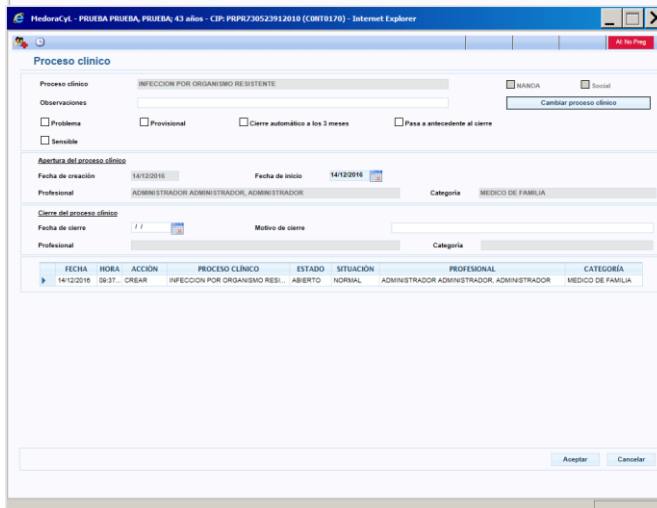 MedoraCyL - PRUEBA PRUEBA, PRUEBA; 43 años - CIP: PRPR730523912010 (C0NT0170) - Internet Explorer
Al: No Preg
Proceso clínico
Proceso clínico INFECCION POR ORGANISMO RESISTENTE NANDA Social
Observaciones Cambiar proceso clínico
Problema Provisional Cierre automático a los 3 meses Pasa a antecedente al cierre
Sensible
Apertura del proceso clínico
Fecha de creación 14/12/2016 Fecha de inicio 14/12/2016
Profesional ADMINISTRADOR ADMINISTRADOR, ADMINISTRADOR Categoría MEDICO DE FAMILIA
Cierre del proceso clínico
Fecha de cierre / / Motivo de cierre
Profesional Categoría
FECHA HORA ACCIÓN PROCESO CLÍNICO ESTADO SITUACIÓN PROFESIONAL CATEGORÍA
14/12/2016 09:37... CREAR INFECCION POR ORGANISMO RESI... ABIERTO NORMAL ADMINISTRADOR ADMINISTRADOR, ADMINISTRADOR MEDICO DE FAMILIA
Aceptar Cancelar